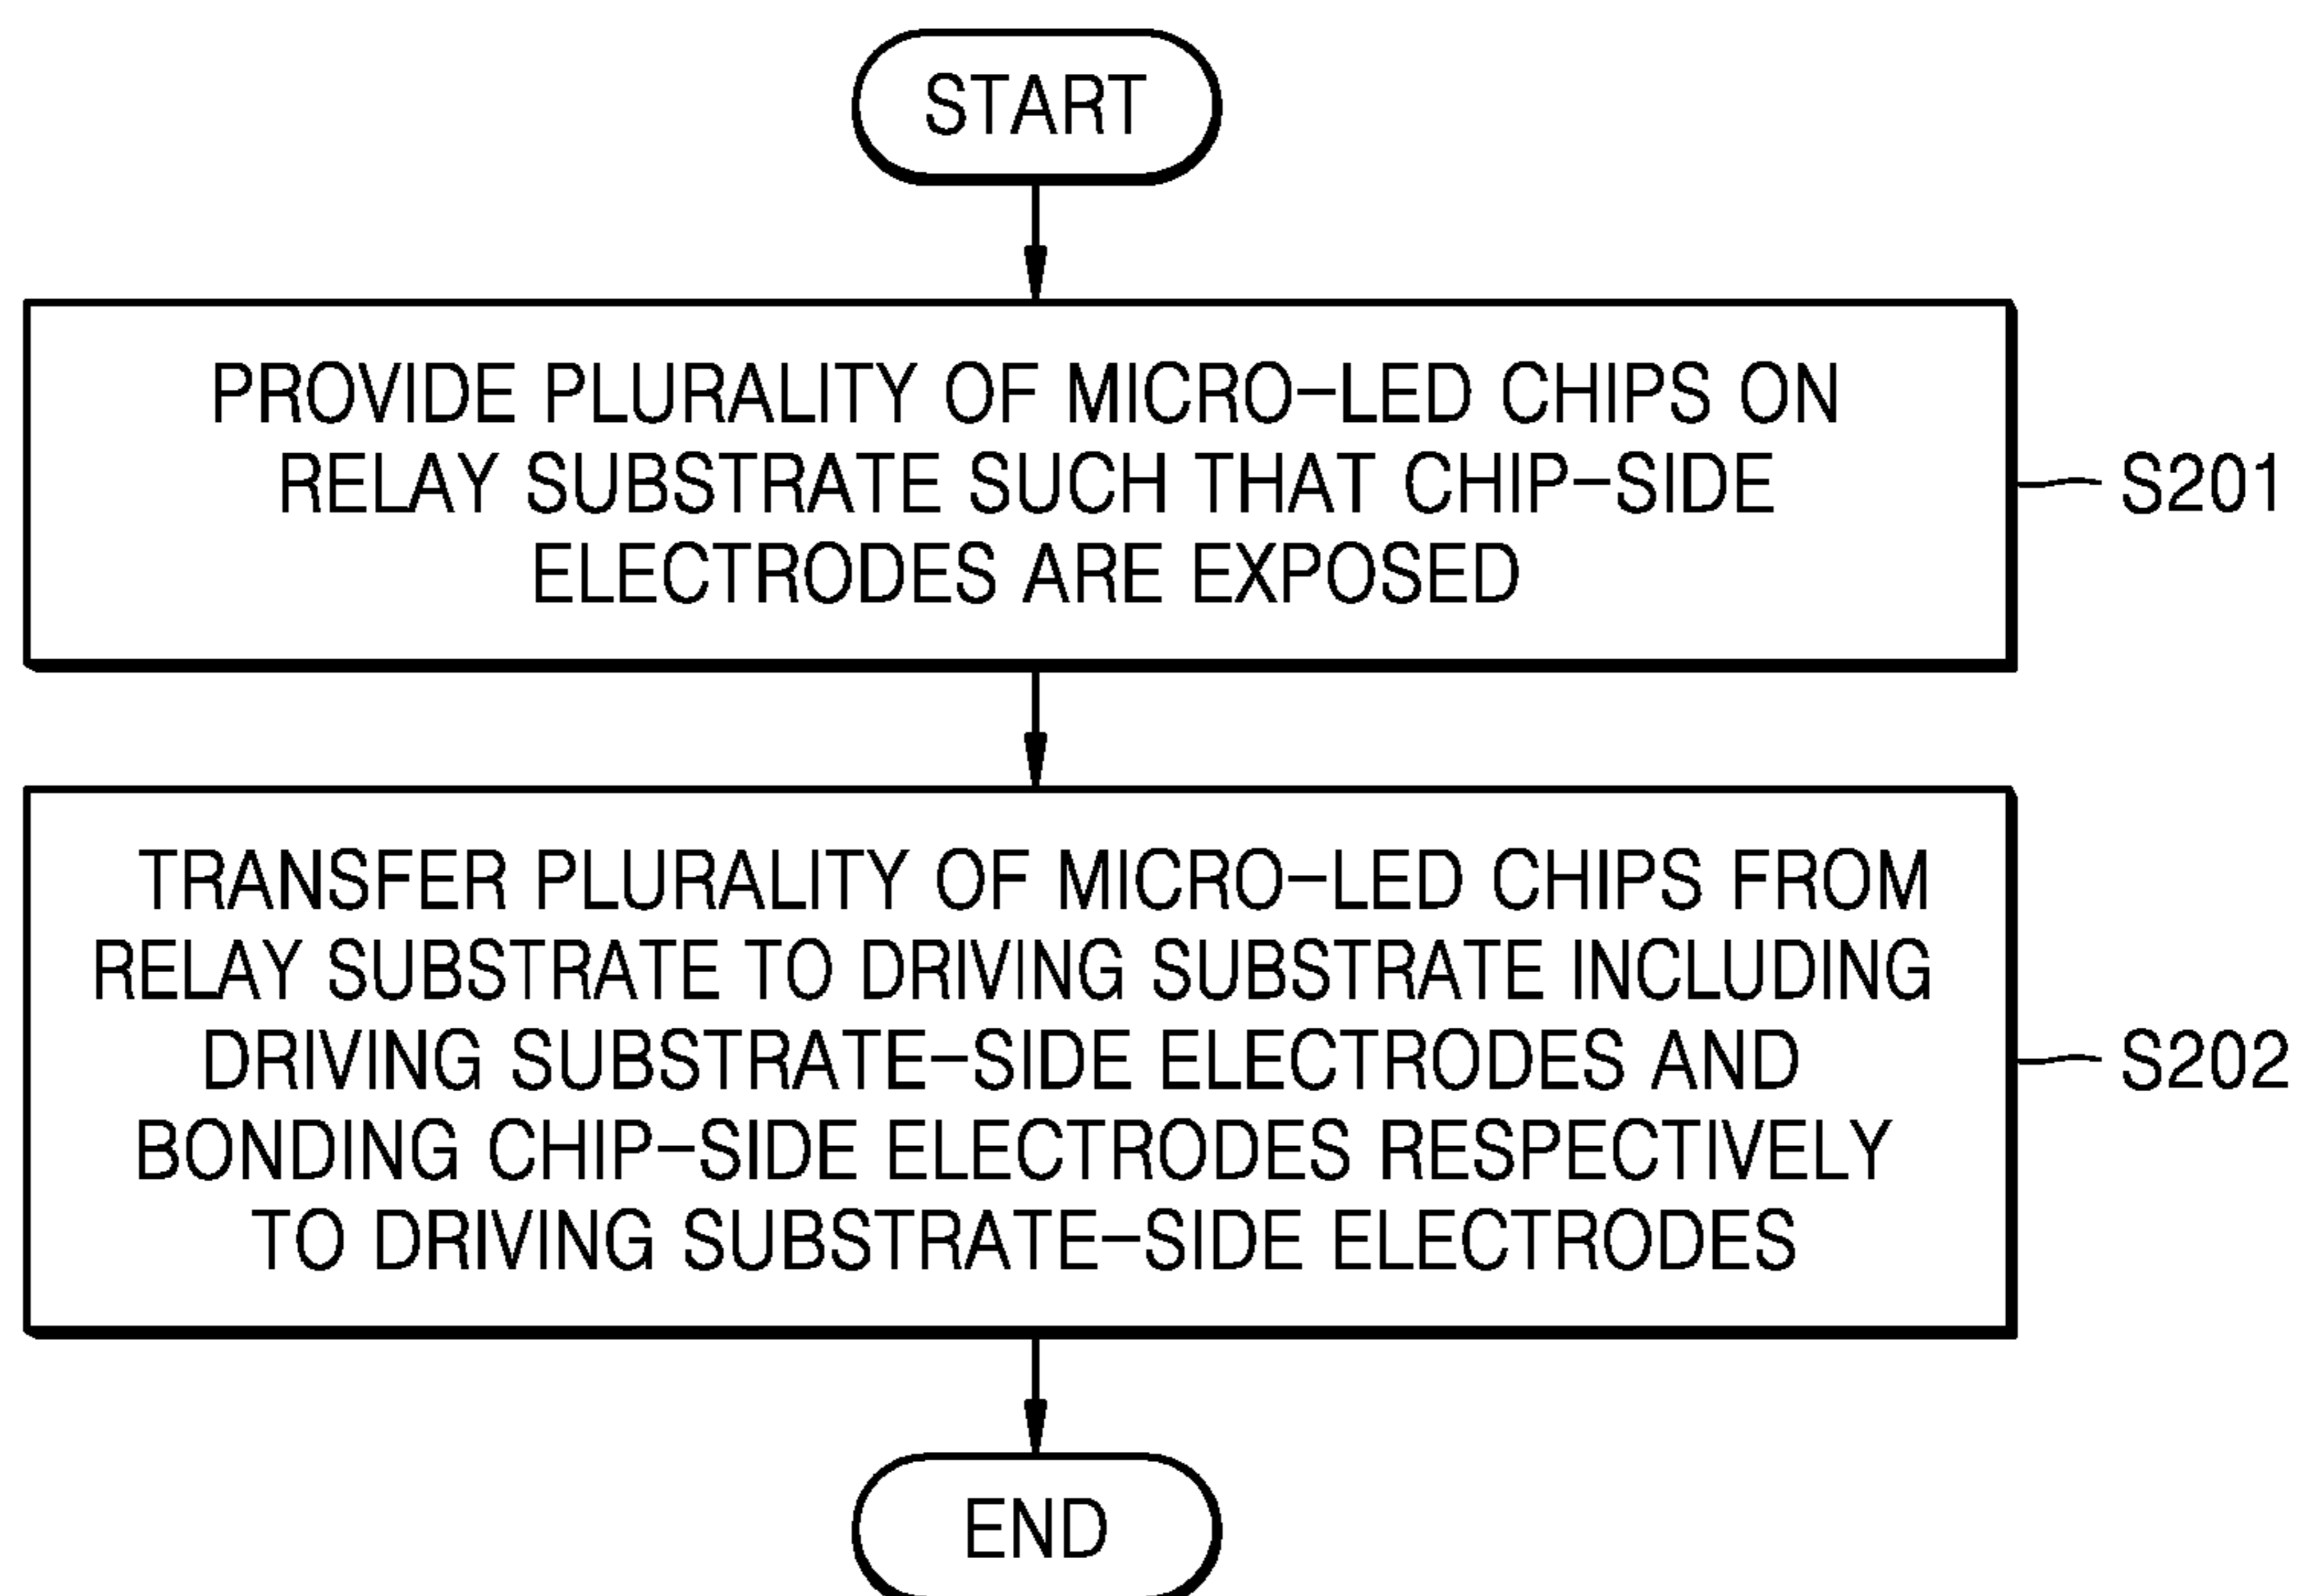 START
PROVIDE PLURALITY OF MICRO-LED CHIPS ON
RELAY SUBSTRATE SUCH THAT CHIP-SIDE
ELECTRODES ARE EXPOSED
S201
TRANSFER PLURALITY OF MICRO-LED CHIPS FROM
RELAY SUBSTRATE TO DRIVING SUBSTRATE INCLUDING
DRIVING SUBSTRATE-SIDE ELECTRODES AND
BONDING CHIP-SIDE ELECTRODES RESPECTIVELY
TO DRIVING SUBSTRATE-SIDE ELECTRODES
S202
END